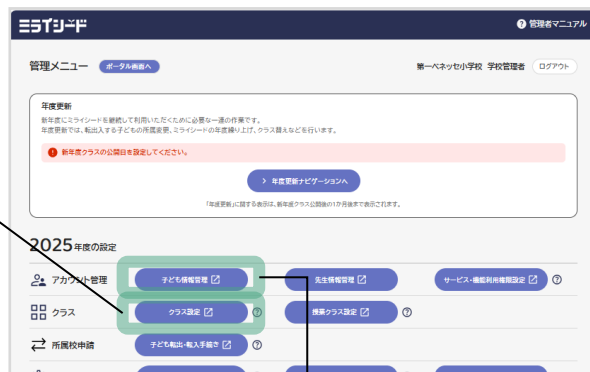 ミライシード
管理者マニュアル
管理メニュー
ポータル画面へ
第一ベネッセ小学校 学校管理者
ログアウト
年度更新
新年度にミライシードを継続して利用いただくために必要な一連の作業です。
年度更新では、転出入する子どもの所属変更、ミライシードの年度繰り上げ、クラス替えなどを行います。
新年度クラスの公開日を設定してください。
年度更新ナビゲーションへ
「年度更新」に関する表示は、新年度クラス公開後の1か月後まで表示されます。
2025年度の設定
アカウント管理
子ども情報管理
先生情報管理
サービス・機能利用権限設定
クラス
クラス設定
授業クラス設定
所属校申請
子ども転出・転入手続き